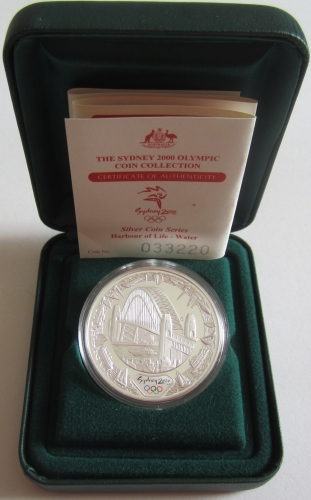 THE SYDNEY 2000 OLYMPIC
COIN COLLECTION
CERTIFICATE OF AUTHENTICITY
Sydney 2000
Silver Coin Series
Harbour of Life - Water
033220
Sydney 2000